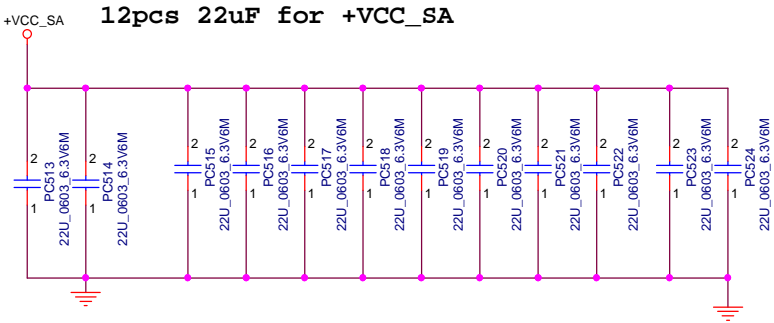 12pcs 22uF for +VCC_SA
+VCC_SA
2
1
PC513
22U_0603_6.3V6M
2
1
PC514
22U_0603_6.3V6M
2
1
PC515
22U_0603_6.3V6M
2
1
PC516
22U_0603_6.3V6M
2
1
PC517
22U_0603_6.3V6M
2
1
PC518
22U_0603_6.3V6M
2
1
PC519
22U_0603_6.3V6M
2
1
PC520
22U_0603_6.3V6M
2
1
PC521
22U_0603_6.3V6M
2
1
PC522
22U_0603_6.3V6M
2
1
PC523
22U_0603_6.3V6M
2
1
PC524
22U_0603_6.3V6M